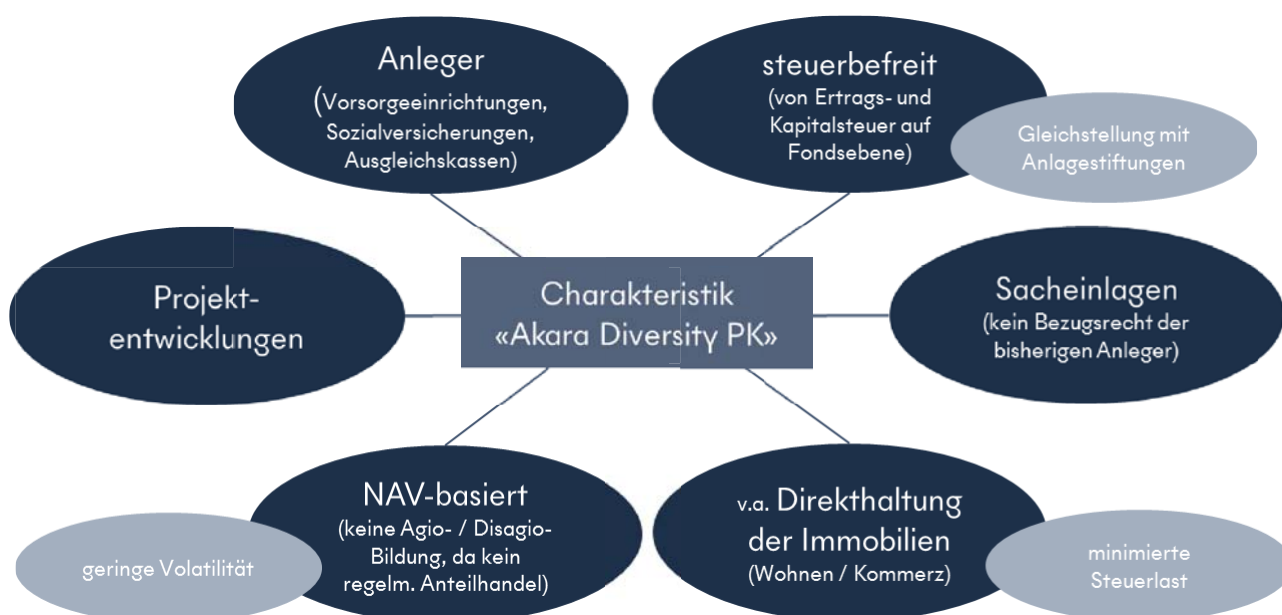 Anleger
(Vorsorgeeinrichtungen,
Sozialversicherungen,
Ausgleichskassen)
steuerbefreit
(von Ertrags- und
Kapitalsteuer auf
Fondsebene)
Gleichstellung mit
Anlagestiftungen
Projekt-
entwicklungen
Charakteristik
«Akara Diversity PK»
Sacheinlagen
(kein Bezugsrecht der
bisherigen Anleger)
NAV-basiert
(keine Agio- / Disagio-
Bildung, da kein
regelm. Anteilhandel)
geringe Volatilität
v.a. Direkthaltung
der Immobilien
(Wohnen / Kommerz)
minimierte
Steuerlast